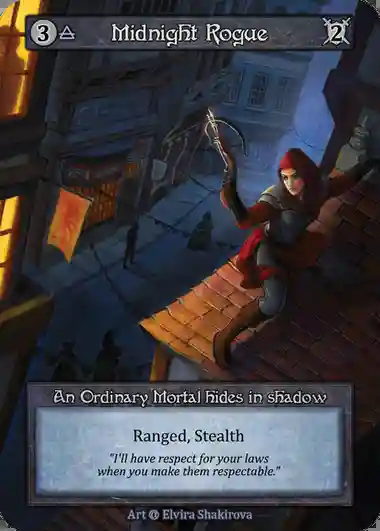 3 Midnight Rogue 2
An Ordinary Mortal hides in shadow
Ranged, Stealth
"I'll have respect for your laws
when you make them respectable."
Art @ Elvira Shakirova